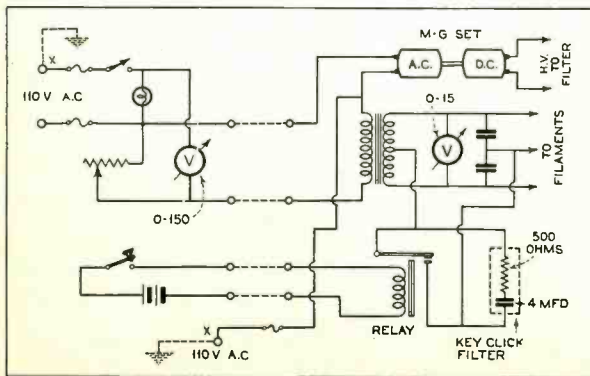 M-G SET
X
A.C.
D.C.
H.V. TO FILTER
110 V A.C
0-15
V
V
TO FILAMENTS
0-150
500 OHMS
4 MFD
RELAY
X
110 V A.C
KEY CLICK
FILTER